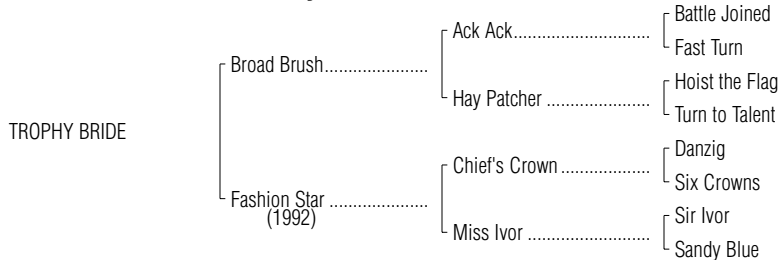 Battle Joined
Ack Ack..............................
Fast Turn
Broad Brush......................
Hoist the Flag
Hay Patcher ......................
Turn to Talent
TROPHY BRIDE
Danzig
Chief's Crown ...................
Six Crowns
Fashion Star .....................
(1992)
Sir Ivor
Miss Ivor ..........................
Sandy Blue